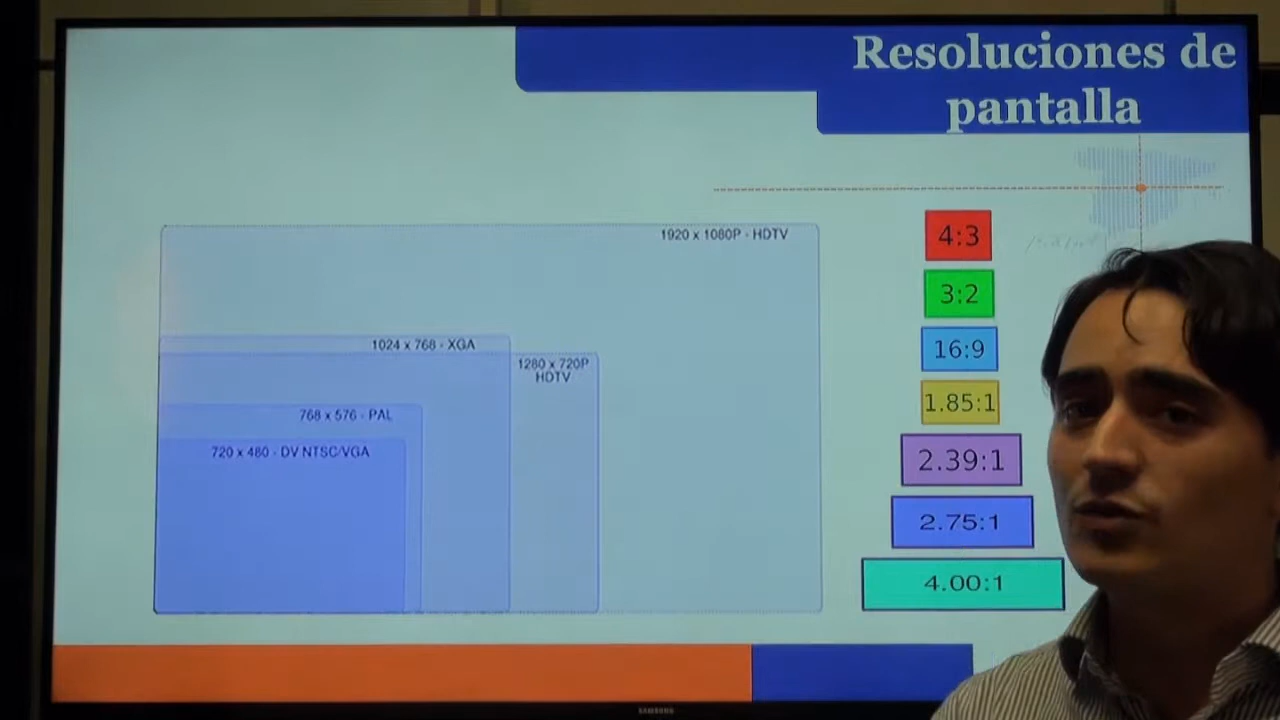 Resoluciones de
pantalla
1920 x 1080P - HDTV
1024 x 768 - XGA
1280 x 720P
HDTV
768 x 576 - PAL
720 x 480 - DV NTSC/VGA
4:3
3:2
16:9
1.85:1
2.39:1
2.75:1
4.00:1
SAMSUNG